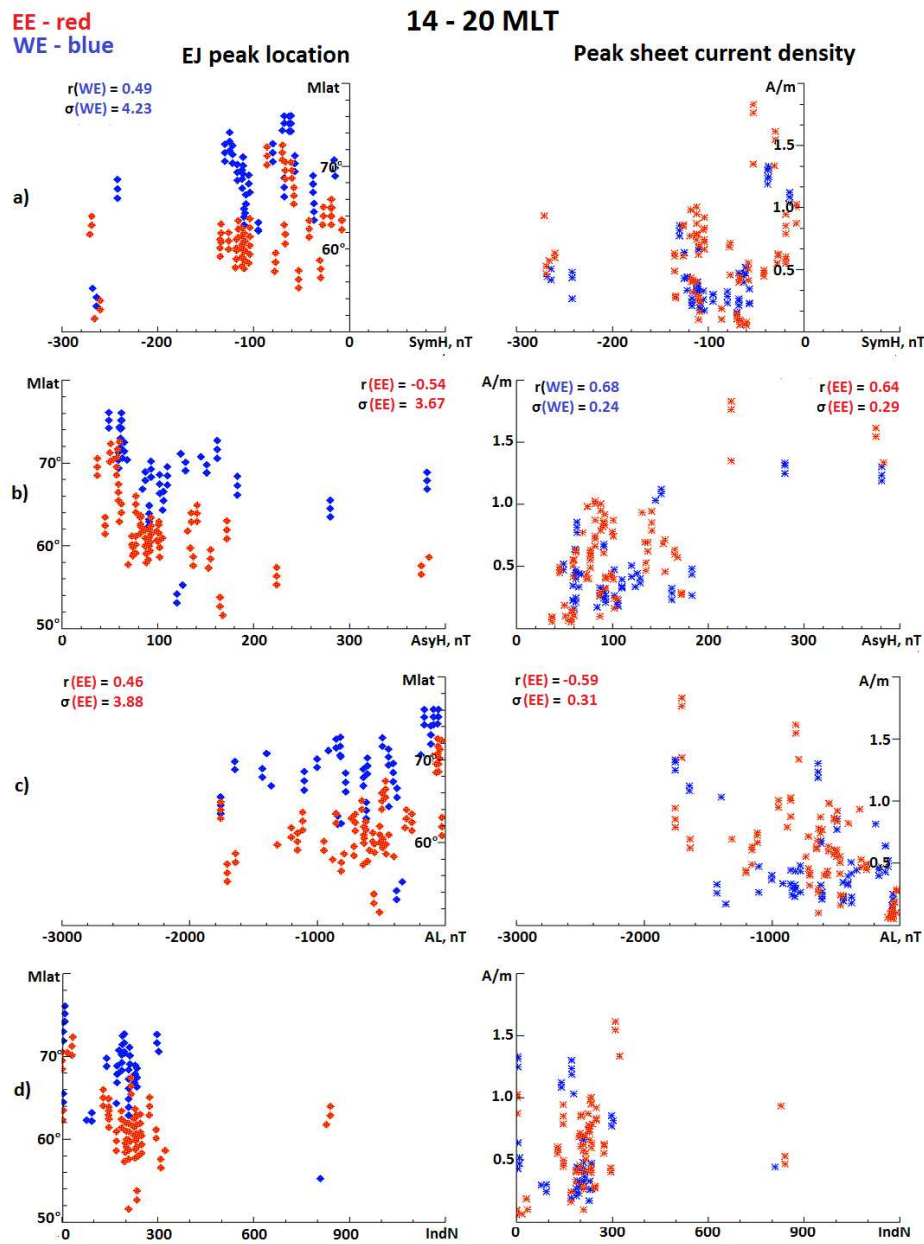 14 - 20 MLT
EE - red
WE - blue
EJ peak location
Peak sheet current density
r(WE) = 0.49
σ(WE) = 4.23
Mlat
70°
60°
a)
-300 -200 -100 0
SymH, nT
A/m
1.5
1.0
0.5
-300 -200 -100 0
SymH, nT
Mlat
r(EE) = -0.54
σ(EE) = 3.67
70°
b)
60°
50°
0 100 200 300 AsyH, nT
A/m
r(WE) = 0.68
σ(WE) = 0.24
r(EE) = 0.64
σ(EE) = 0.29
1.5
1.0
0.5
0 100 200 300 AsyH, nT
r(EE) = 0.46
σ(EE) = 3.88
Mlat
70°
c)
60°
-3000 -2000 -1000 AL, nT
r(EE) = -0.59
σ(EE) = 0.31
A/m
1.5
1.0
0.5
-3000 -2000 -1000 AL, nT
Mlat
70°
d)
60°
50°
0 300 600 900 IndN
A/m
1.5
1.0
0.5
0 300 600 900 IndN